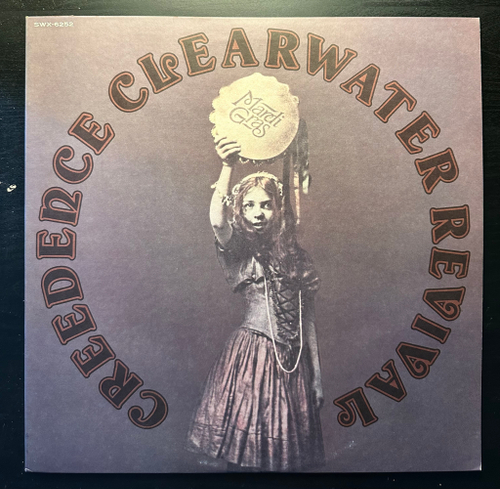 SWX-6252
CREEDENCE CLEARWATER REVIVAL
Mardi
Gras